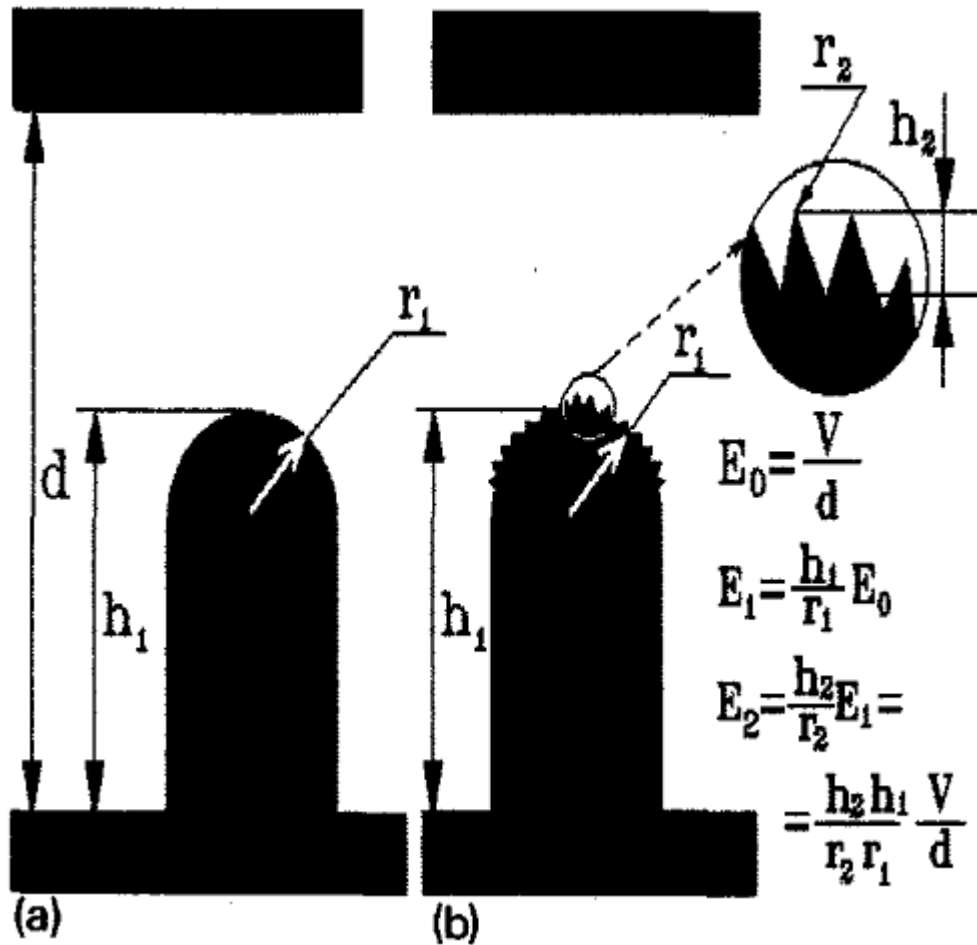 r₂
h₂
r₁
r₁
d
h₁
h₁
E₀=V/d
E₁=h₁/r₁ E₀
E₂=h₂/r₂ E₁=
=h₂h₁/r₂r₁ V/d
(a)
(b)